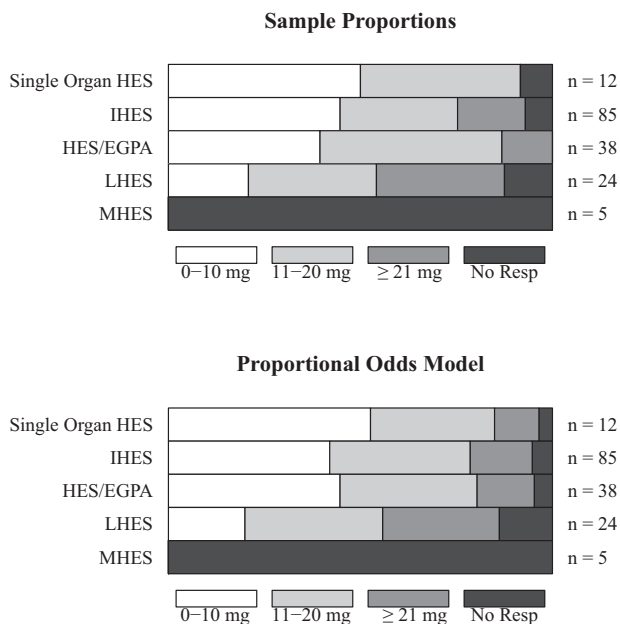 Sample Proportions
Single Organ HES n = 12
IHES n = 85
HES/EGPA n = 38
LHES n = 24
MHES n = 5
0−10 mg 11−20 mg ≥ 21 mg No Resp
Proportional Odds Model
Single Organ HES n = 12
IHES n = 85
HES/EGPA n = 38
LHES n = 24
MHES n = 5
0−10 mg 11−20 mg ≥ 21 mg No Resp